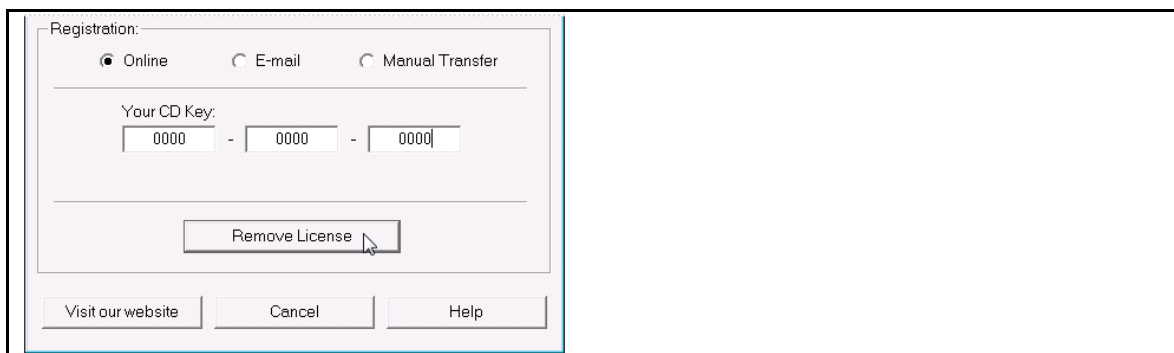 Registration:
Online E-mail Manual Transfer
Your CD Key:
0000 - 0000 - 0000
Remove License
Visit our website Cancel Help